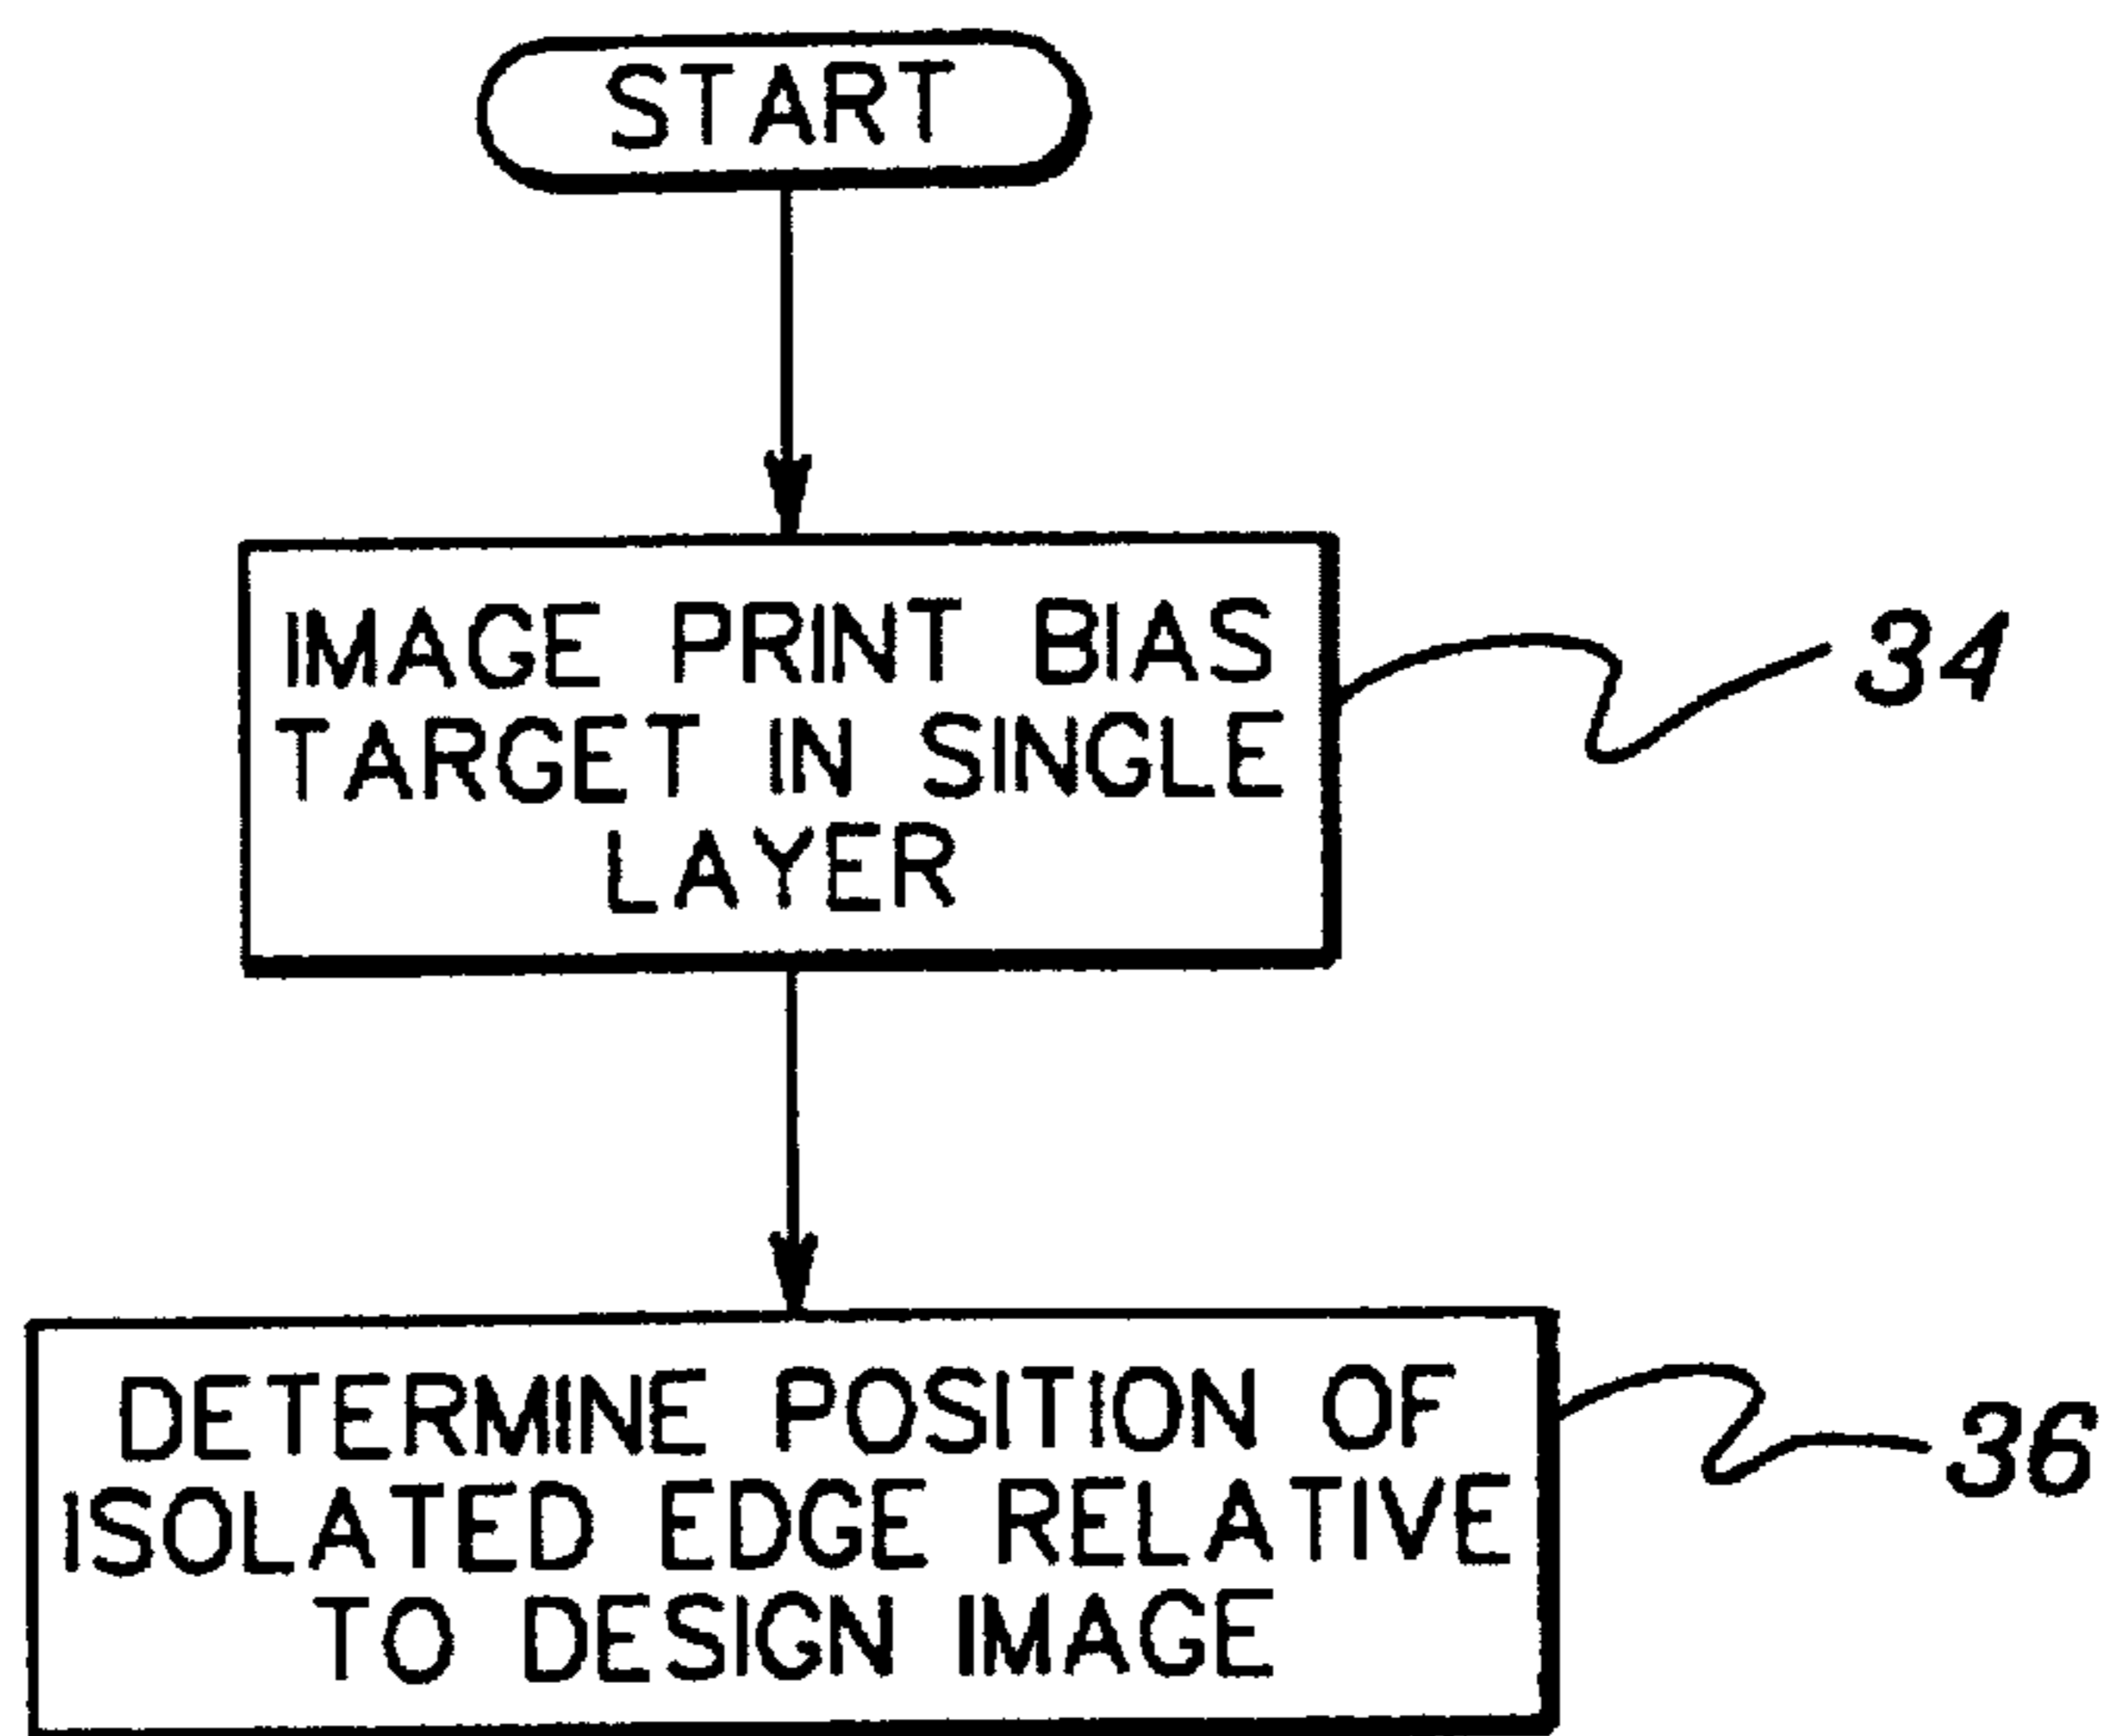 START
IMAGE PRINT BIAS
TARGET IN SINGLE
LAYER
34
DETERMINE POSITION OF
ISOLATED EDGE RELATIVE
TO DESIGN IMAGE
36